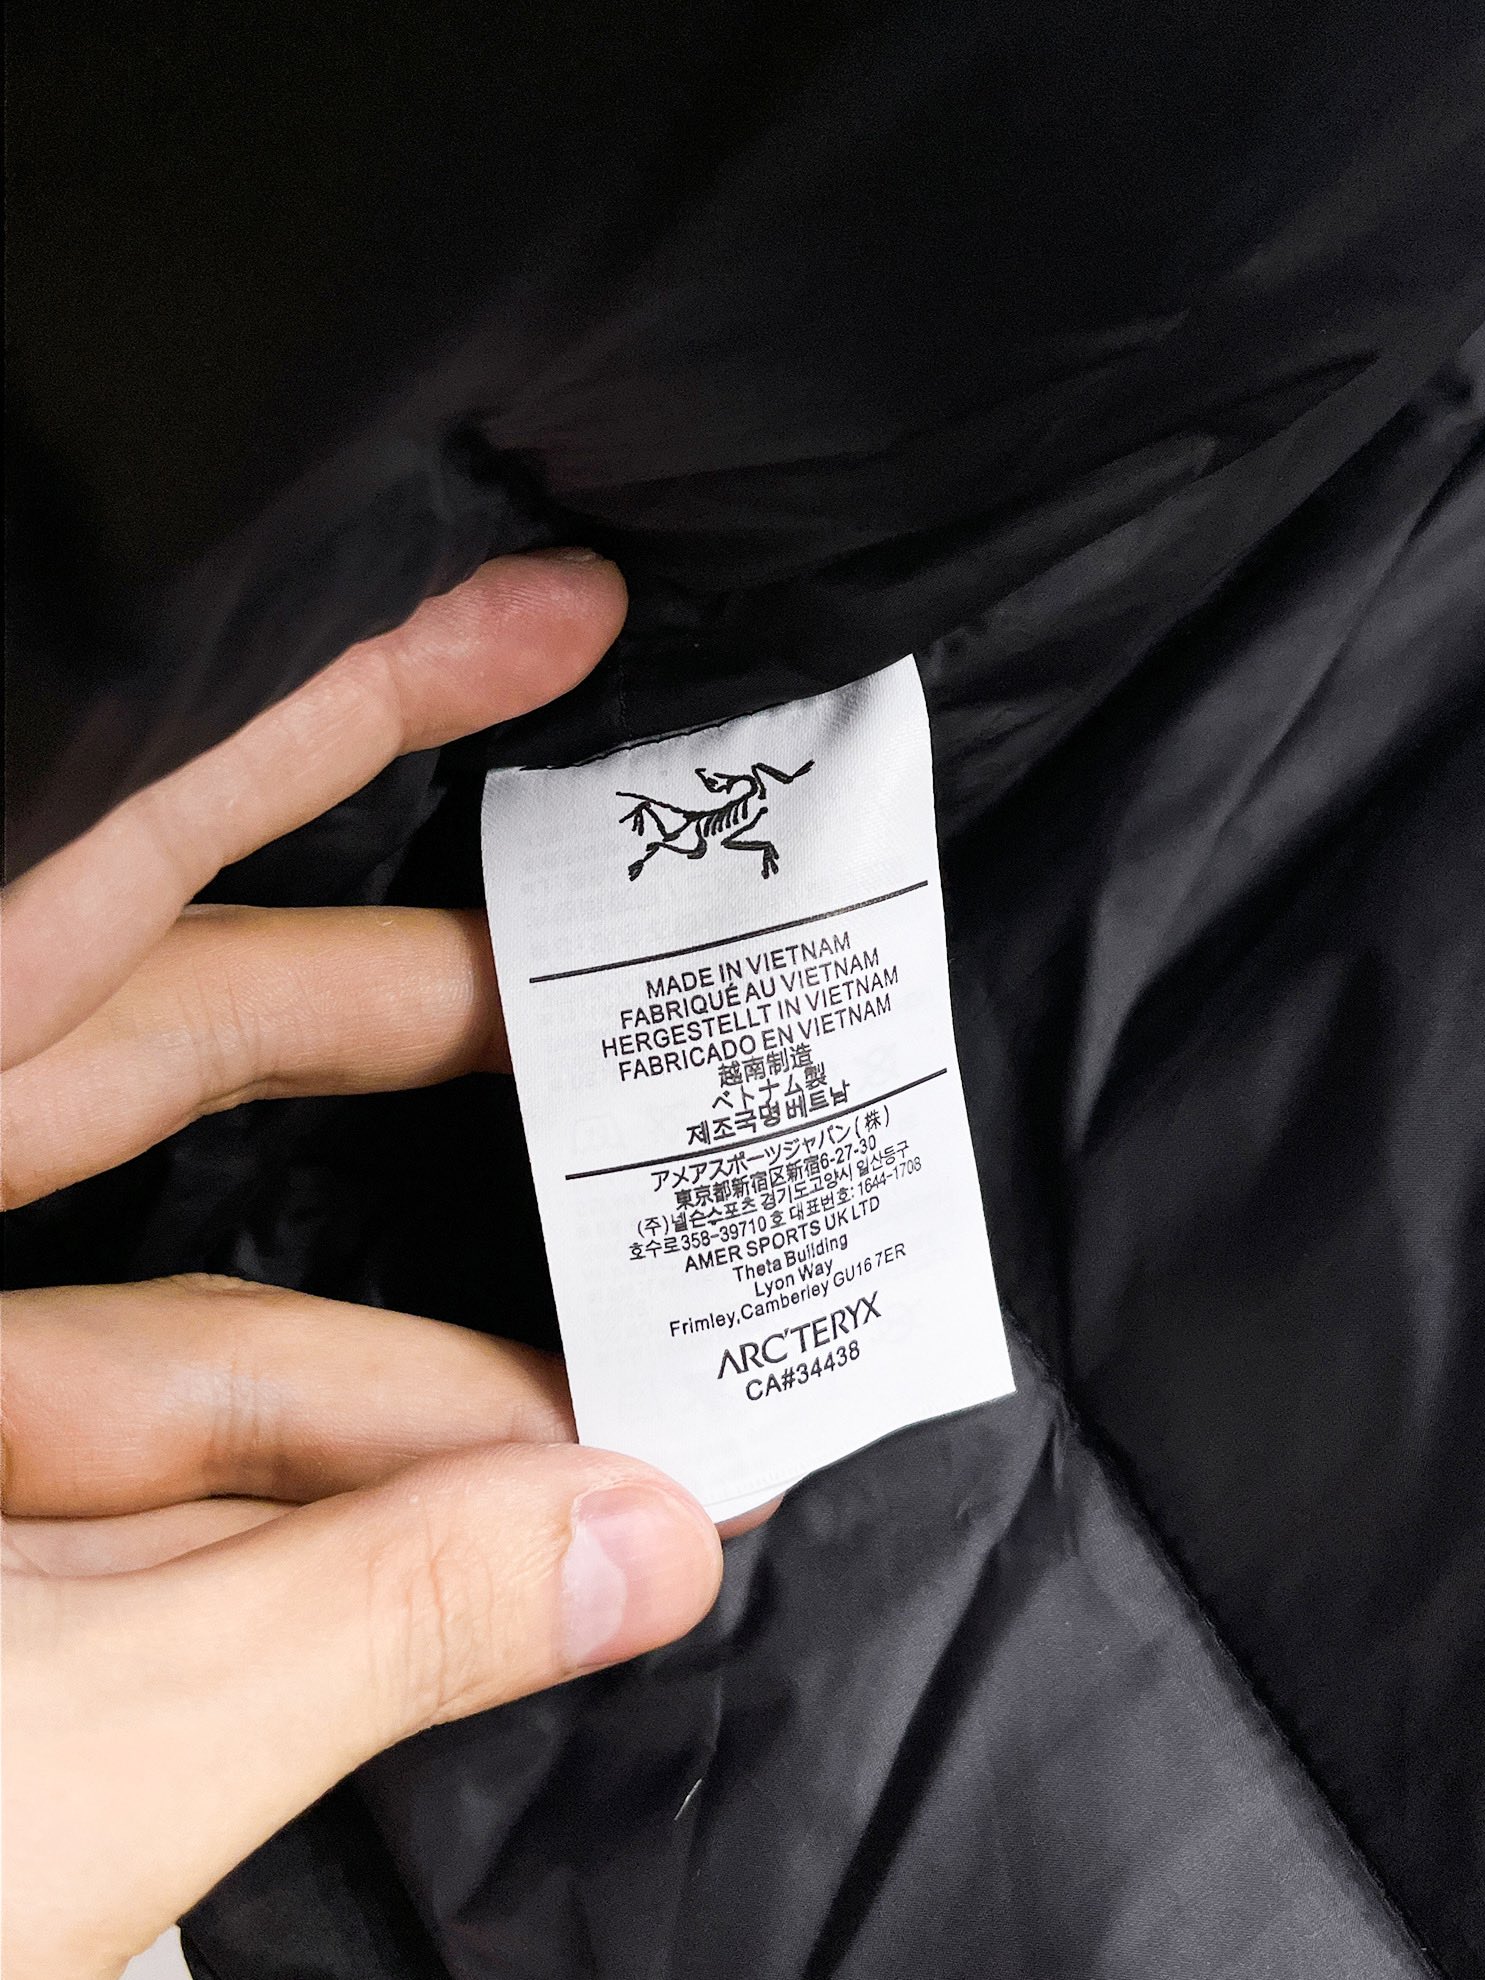 MADE IN VIETNAM
FABRIQUÉ AU VIETNAM
HERGESTELLT IN VIETNAM
FABRICADO EN VIETNAM
越南制造
ベトナム製
제조국명 베트남
アメアスポーツジャパン(株)
東京都新宿区新宿6-27-30
(주)넬슨수포츠 경기도고양시 일산동구
호수로358-39710호 대표번호: 1644-1708
AMER SPORTS UK LTD
Theta Building
Lyon Way
Frimley,Camberley GU16 7ER
ARC'TERYX
CA#34438